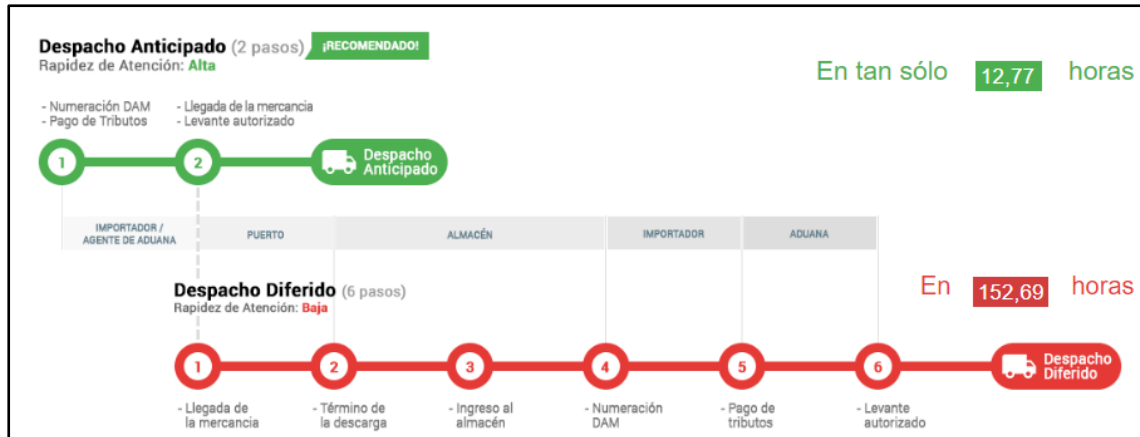 Despacho Anticipado (2 pasos) ¡RECOMENDADO!
Rapidez de Atención: Alta
En tan sólo 12,77 horas
- Numeración DAM
- Pago de Tributos
- Llegada de la mercancia
- Levante autorizado
1
2
Despacho
Anticipado
IMPORTADOR /
AGENTE DE ADUANA
PUERTO
ALMACÉN
IMPORTADOR
ADUANA
Despacho Diferido (6 pasos)
Rapidez de Atención: Baja
En 152,69 horas
1
2
3
4
5
6
Despacho
Diferido
- Llegada de
la mercancia
- Término de
la descarga
- Ingreso al
almacén
- Numeración
DAM
- Pago de
tributos
- Levante
autorizado